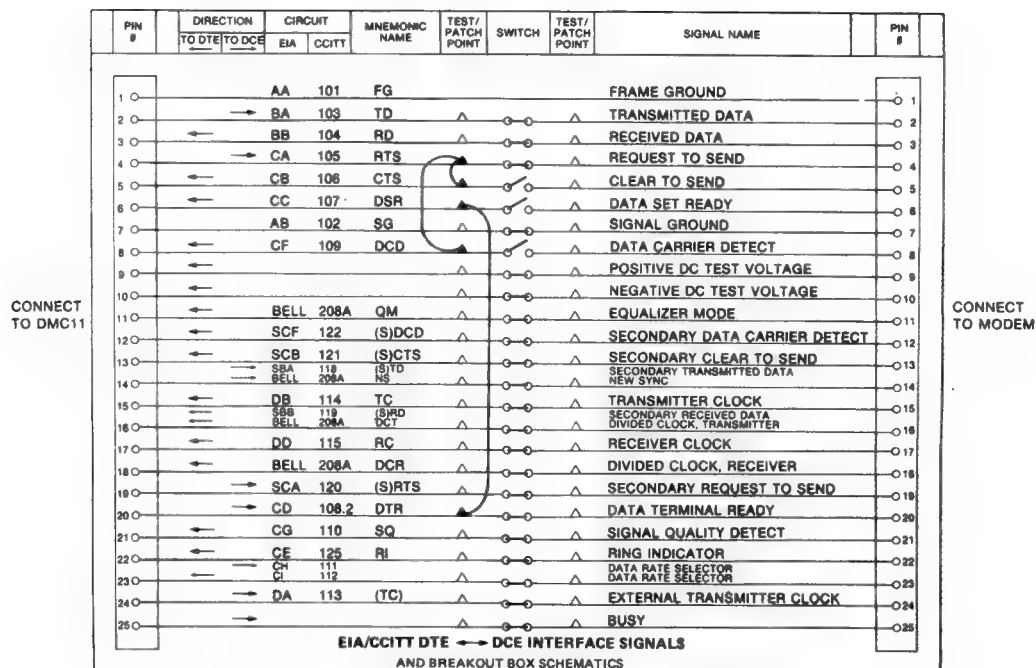 PIN # DIRECTION CIRCUIT MNEMONIC NAME TEST/ PATCH POINT SWITCH TEST/ PATCH POINT SIGNAL NAME PIN #
TO DTE TO DCE EIA CCITT
1 AA 101 FG FRAME GROUND 1
2 BA 103 TD TRANSMITTED DATA 2
3 BB 104 RD RECEIVED DATA 3
4 CA 105 RTS REQUEST TO SEND 4
5 CB 106 CTS CLEAR TO SEND 5
6 CC 107 DSR DATA SET READY 6
7 AB 102 SG SIGNAL GROUND 7
8 CF 109 DCD DATA CARRIER DETECT 8
9 POSITIVE DC TEST VOLTAGE 9
10 NEGATIVE DC TEST VOLTAGE 10
CONNECT TO DMC11
CONNECT TO MODEM
11 BELL 208A QM EQUALIZER MODE 11
12 SCF 122 (S)DCD SECONDARY DATA CARRIER DETECT 12
13 SCB 121 (S)CTS SECONDARY CLEAR TO SEND 13
SBA 118 (S)TD SECONDARY TRANSMITTED DATA
14 BELL 208A NS NEW SYNC 14
15 DB 114 TC TRANSMITTER CLOCK 15
SBB 119 (S)RD SECONDARY RECEIVED DATA
16 BELL 208A DCT DIVIDED CLOCK, TRANSMITTER 16
17 DD 115 RC RECEIVER CLOCK 17
18 BELL 208A DCR DIVIDED CLOCK, RECEIVER 18
19 SCA 120 (S)RTS SECONDARY REQUEST TO SEND 19
20 CD 108.2 DTR DATA TERMINAL READY 20
21 CG 110 SQ SIGNAL QUALITY DETECT 21
22 CE 125 RI RING INDICATOR 22
CH 111 DATA RATE SELECTOR
23 CI 112 DATA RATE SELECTOR 23
24 DA 113 (TC) EXTERNAL TRANSMITTER CLOCK 24
25 BUSY 25
EIA/CCITT DTE ↔ DCE INTERFACE SIGNALS
AND BREAKOUT BOX SCHEMATICS